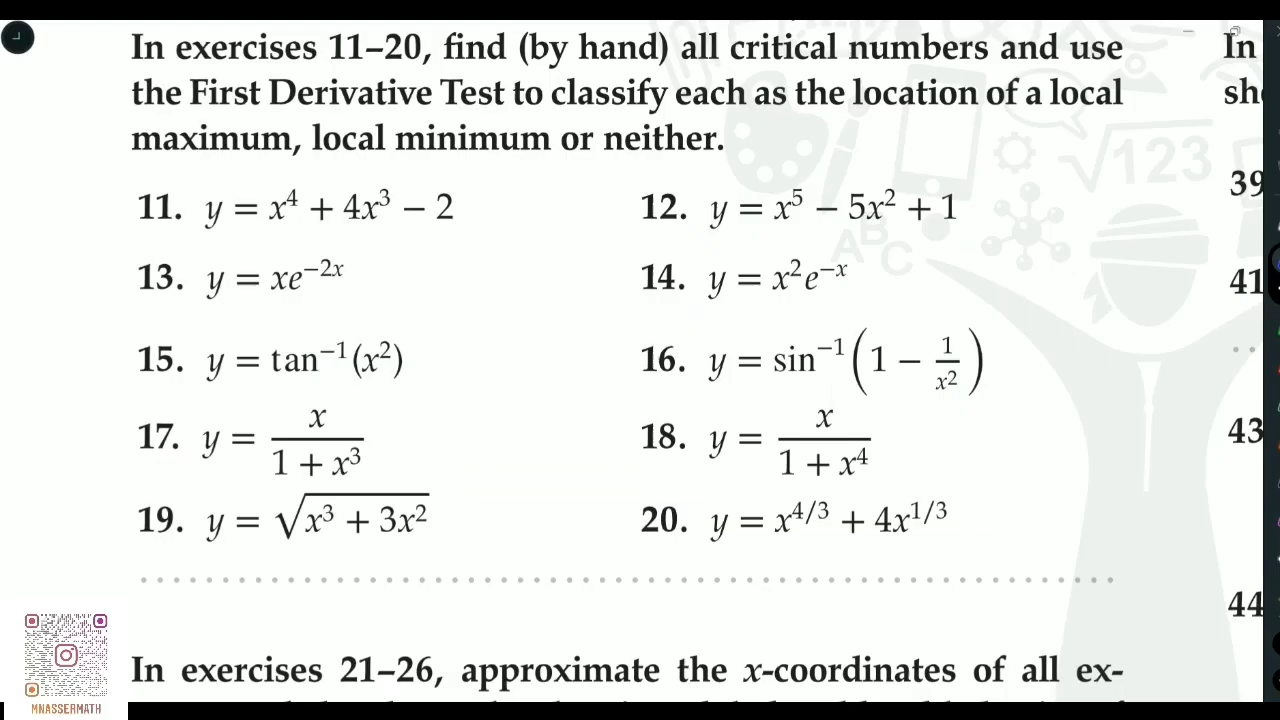 In exercises 11–20, find (by hand) all critical numbers and use
the First Derivative Test to classify each as the location of a local
maximum, local minimum or neither.
11. y = x⁴ + 4x³ − 2
12. y = x⁵ − 5x² + 1
13. y = xe⁻²ˣ
14. y = x²e⁻ˣ
15. y = tan⁻¹(x²)
16. y = sin⁻¹(1 − 1/x²)
17. y = x/(1 + x³)
18. y = x/(1 + x⁴)
19. y = √(x³ + 3x²)
20. y = x^(4/3) + 4x^(1/3)
In exercises 21–26, approximate the x-coordinates of all ex-
In
sh
39
41
43
44
√123
ABC
MNASSERMATH